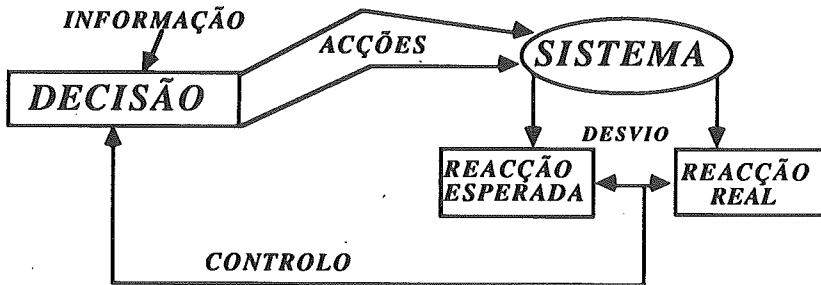 INFORMAÇÃO
ACÇÕES
SISTEMA
DECISÃO
DESVIO
REACÇÃO
ESPERADA
REACÇÃO
REAL
CONTROLO